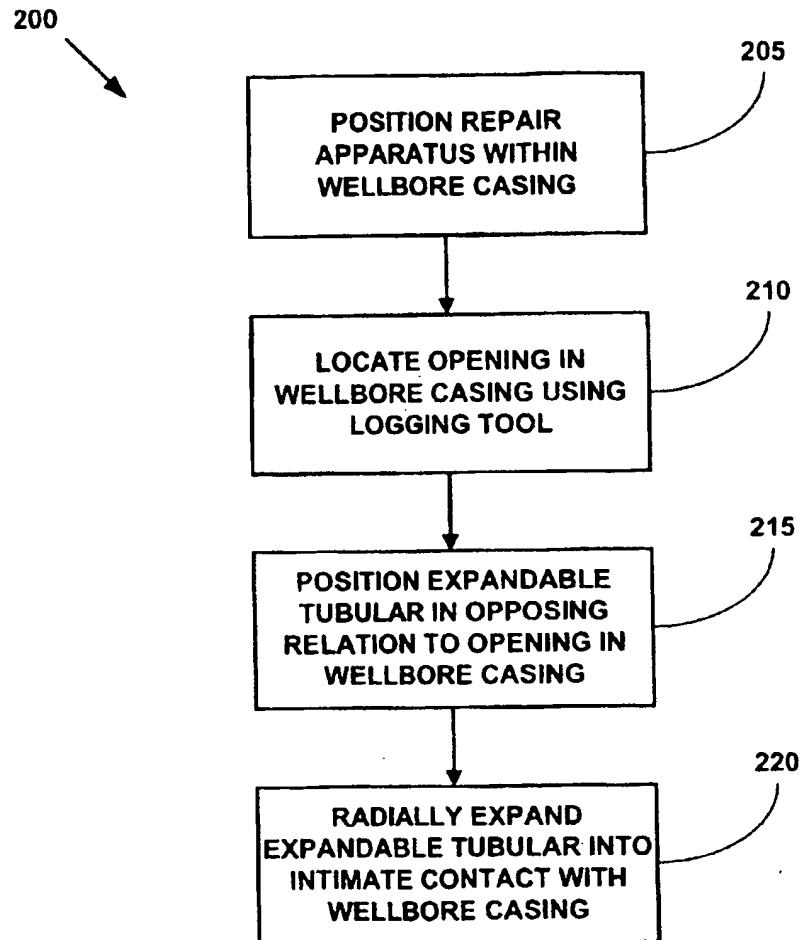 200
205
POSITION REPAIR
APPARATUS WITHIN
WELLBORE CASING
210
LOCATE OPENING IN
WELLBORE CASING USING
LOGGING TOOL
215
POSITION EXPANDABLE
TUBULAR IN OPPOSING
RELATION TO OPENING IN
WELLBORE CASING
220
RADIALLY EXPAND
EXPANDABLE TUBULAR INTO
INTIMATE CONTACT WITH
WELLBORE CASING